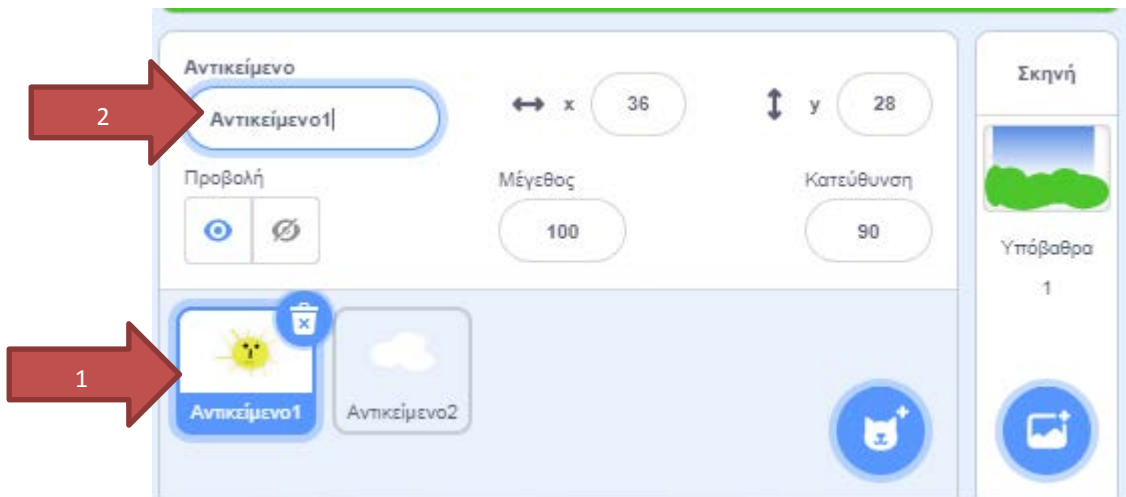 Αντικείμενο
2
Αντικείμενο1
x 36
y 28
Σκηνή
Προβολή
Μέγεθος
Κατεύθυνση
100
90
Υπόβαθρα
1
1
Αντικείμενο1
Αντικείμενο2